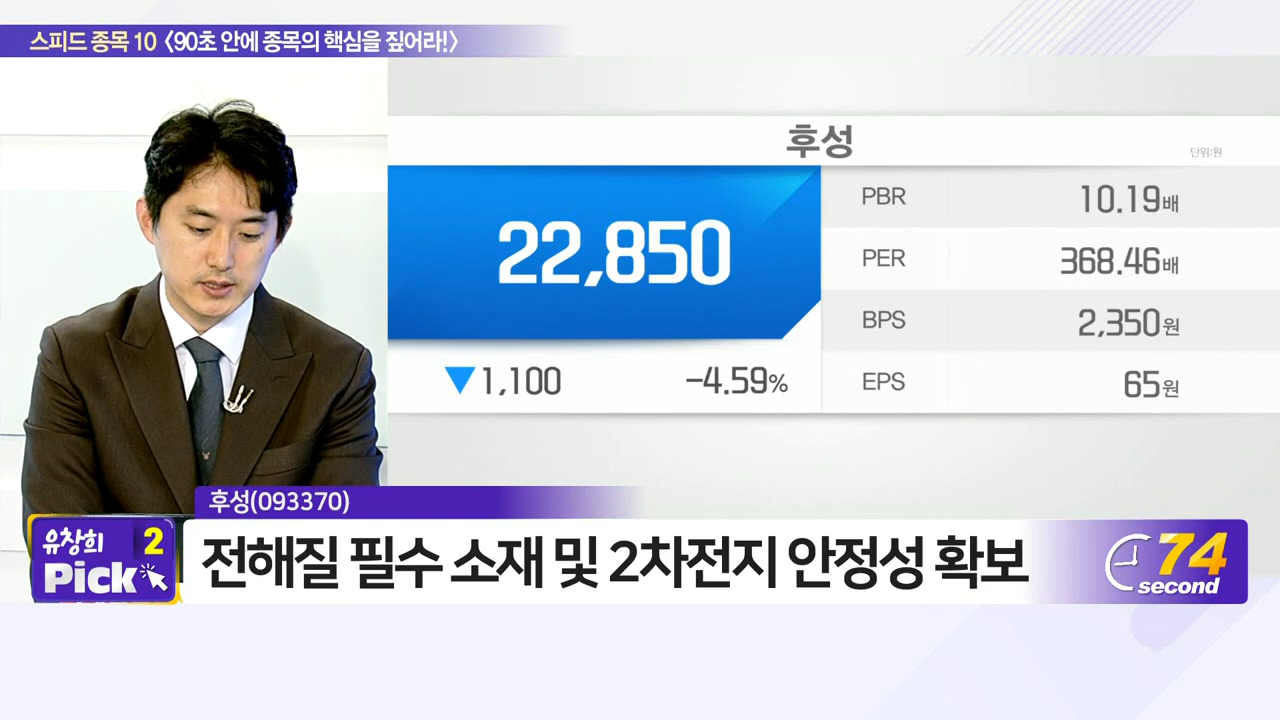 스피드 종목 10 〈90초 안에 종목의 핵심을 짚어라!〉
후성
단위:원
22,850
▼1,100 -4.59%
PBR 10.19배
PER 368.46배
BPS 2,350원
EPS 65원
후성(093370)
유창희 2
Pick
전해질 필수 소재 및 2차전지 안정성 확보
74
second